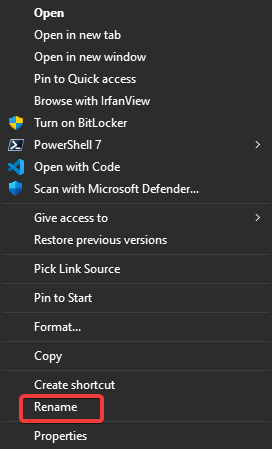 Open
Open in new tab
Open in new window
Pin to Quick access
Browse with IrfanView
Turn on BitLocker
PowerShell 7
Open with Code
Scan with Microsoft Defender...
Give access to
Restore previous versions
Pick Link Source
Pin to Start
Format...
Copy
Create shortcut
Rename
Properties